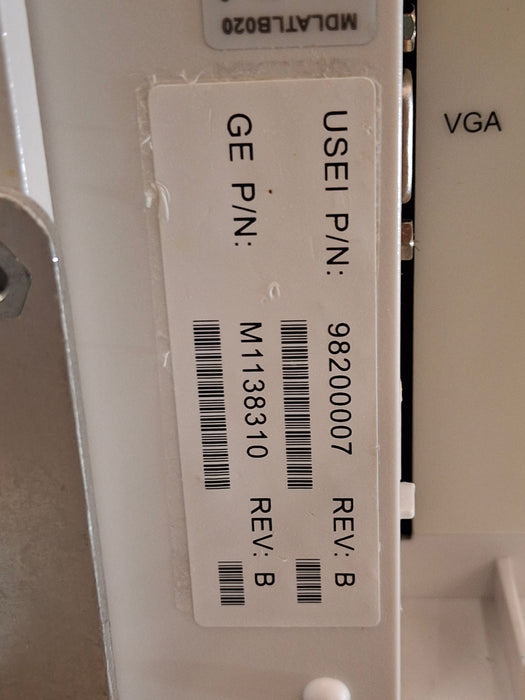 MDLATLB020
VGA
USEI P/N: 98200007 REV: B
GE P/N: M1138310 REV: B